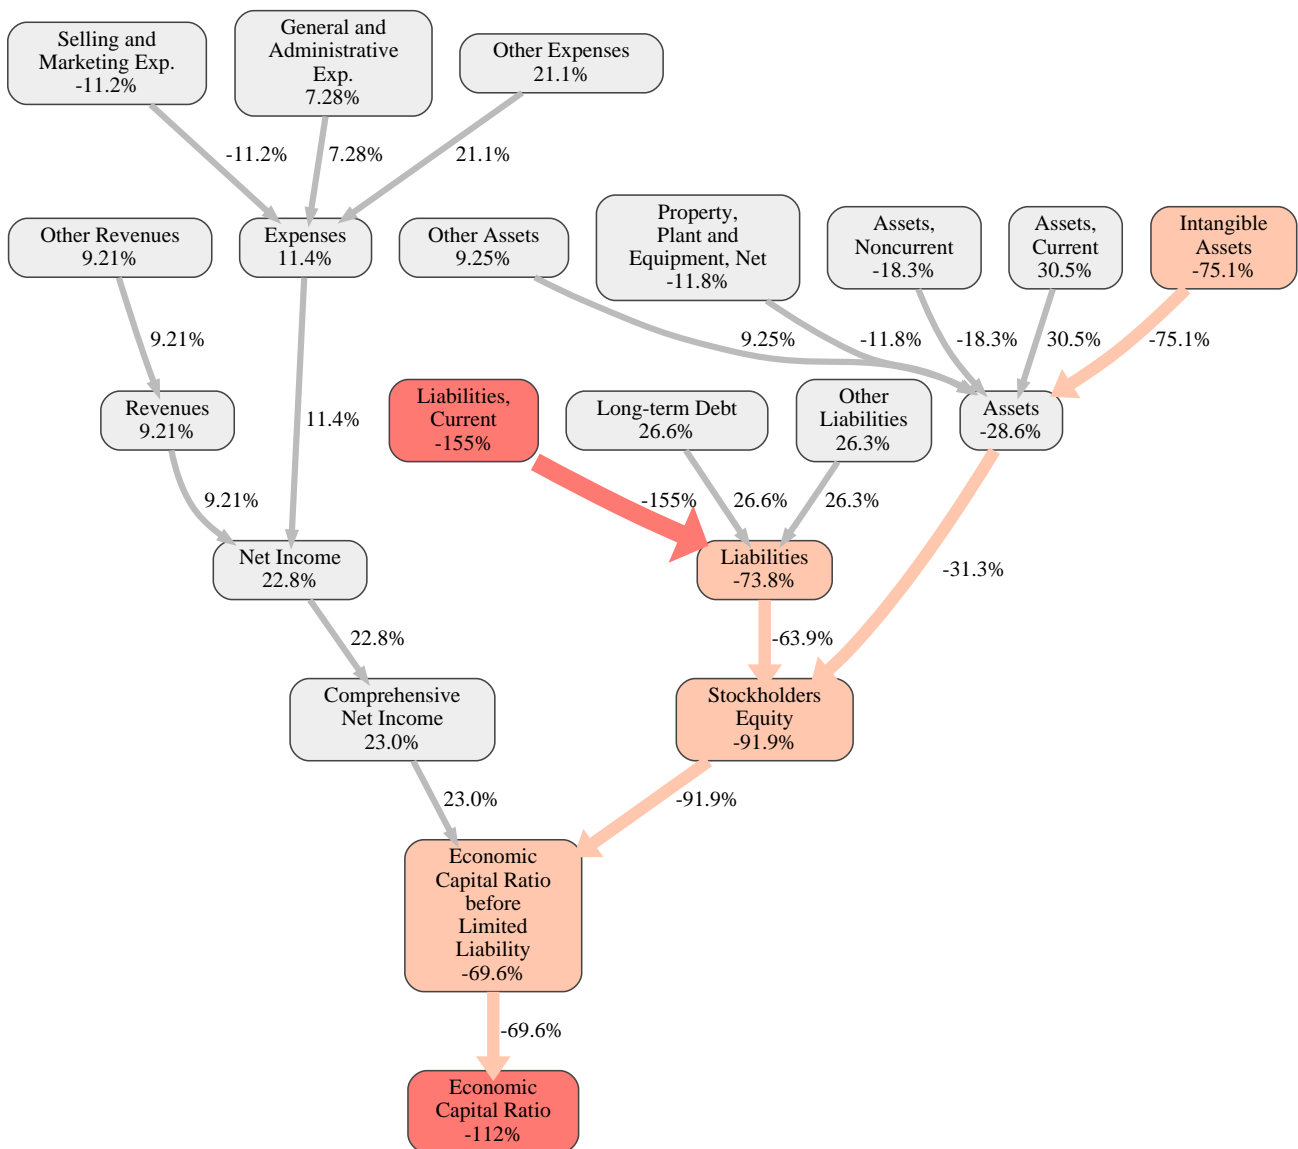 Selling and
Marketing Exp.
-11.2%
General and
Administrative
Exp.
7.28%
Other Expenses
21.1%
-11.2%
7.28%
21.1%
Other Revenues
9.21%
Expenses
11.4%
Other Assets
9.25%
Property,
Plant and
Equipment, Net
-11.8%
Assets,
Noncurrent
-18.3%
Assets,
Current
30.5%
Intangible
Assets
-75.1%
9.21%
9.25%
-11.8%
-18.3%
30.5%
-75.1%
Revenues
9.21%
11.4%
Liabilities,
Current
-155%
Long-term Debt
26.6%
Other
Liabilities
26.3%
Assets
-28.6%
9.21%
-155%
26.6%
26.3%
Net Income
22.8%
Liabilities
-73.8%
-31.3%
22.8%
-63.9%
Comprehensive
Net Income
23.0%
Stockholders
Equity
-91.9%
23.0%
-91.9%
Economic
Capital Ratio
before
Limited
Liability
-69.6%
-69.6%
Economic
Capital Ratio
-112%